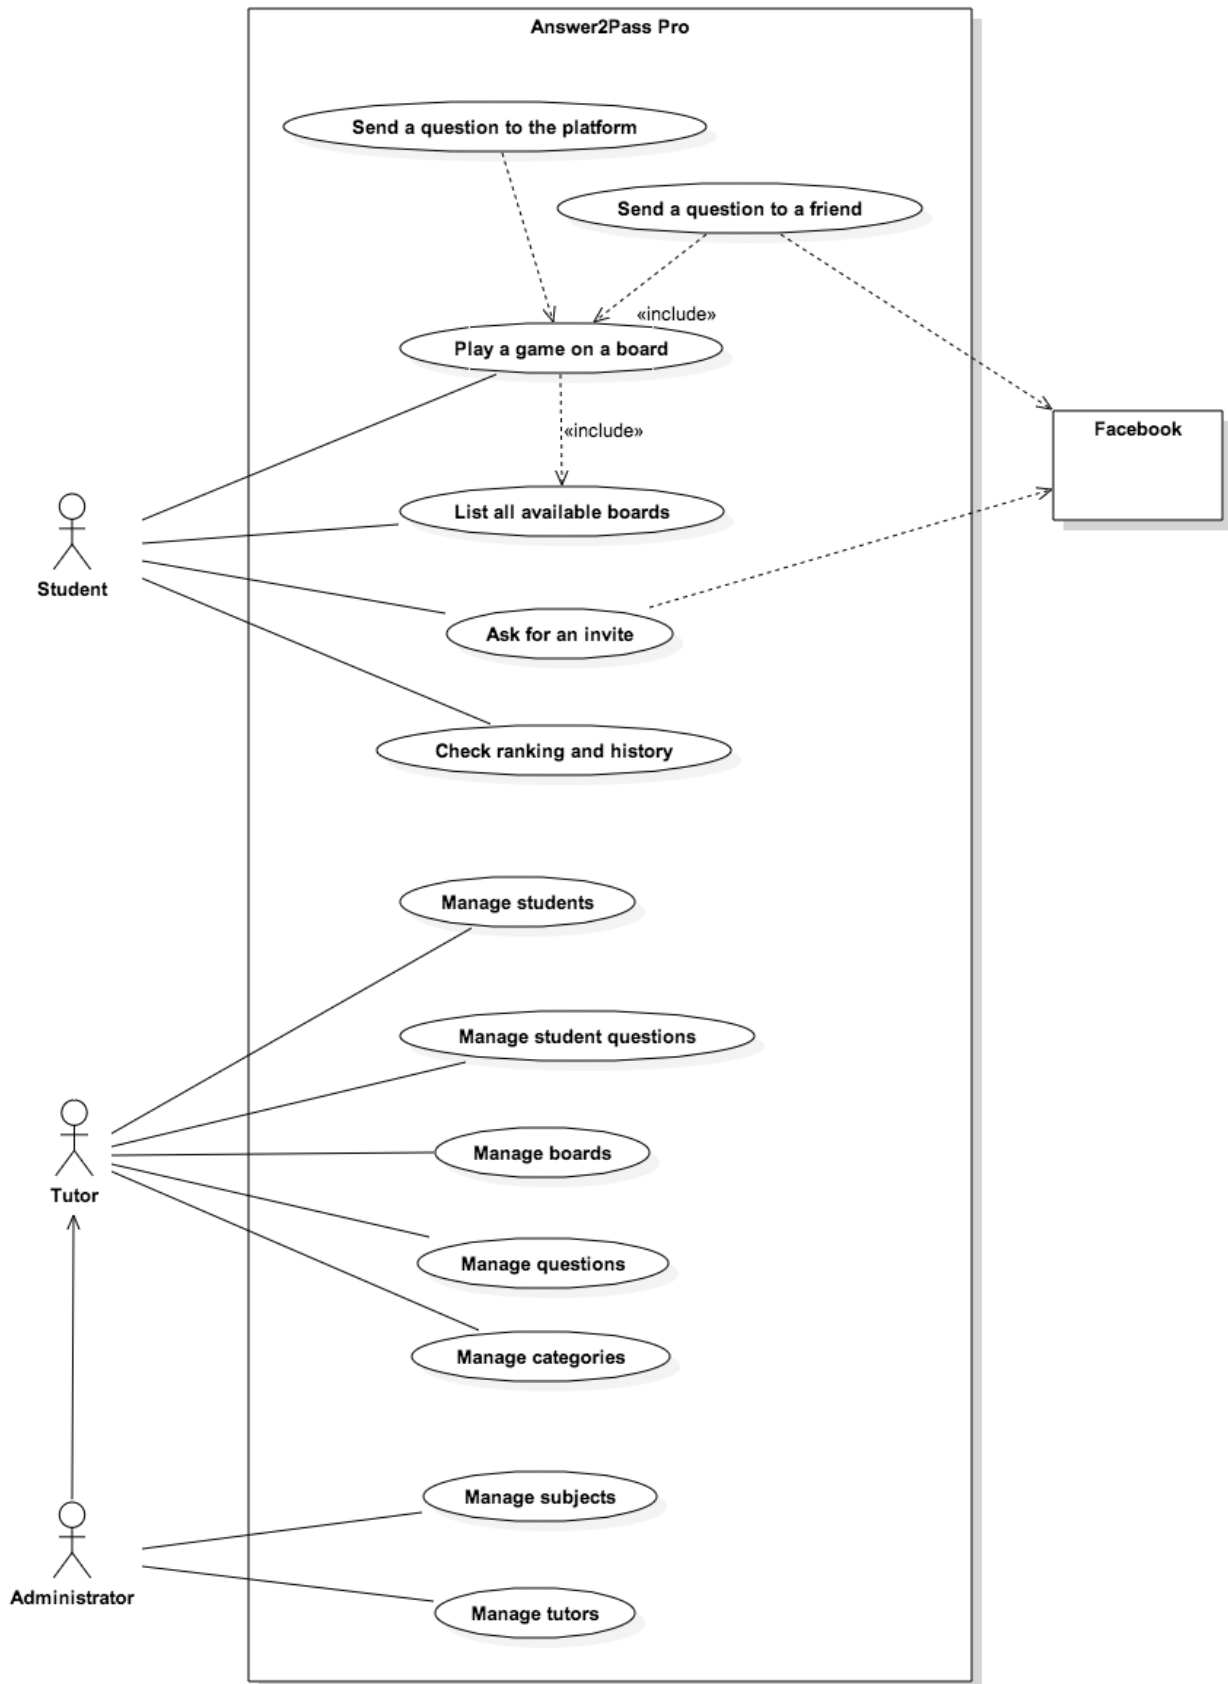 Answer2Pass Pro
Send a question to the platform
Send a question to a friend
«include»
Play a game on a board
Facebook
«include»
List all available boards
Student
Ask for an invite
Check ranking and history
Manage students
Manage student questions
Manage boards
Tutor
Manage questions
Manage categories
Manage subjects
Administrator
Manage tutors